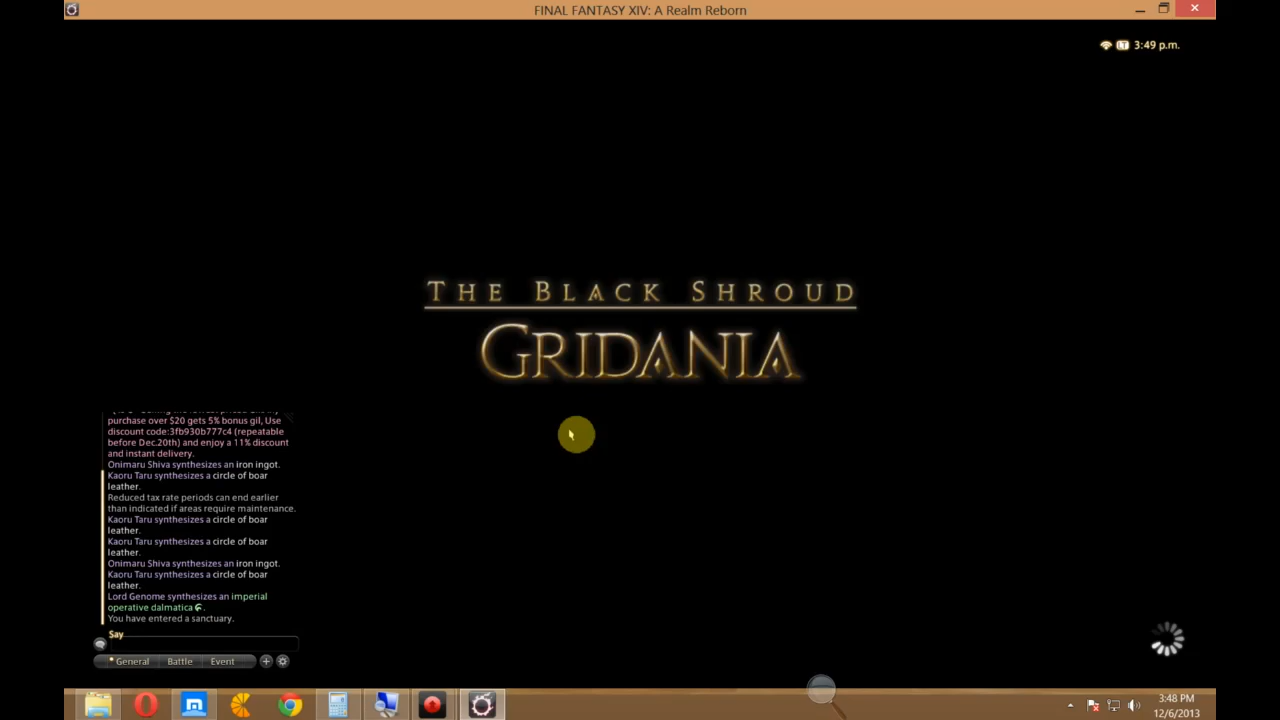 FINAL FANTASY XIV: A Realm Reborn
LT 3:49 p.m.
THE BLACK SHROUD
GRIDANIA
purchase over $20 gets 5% bonus gil, Use
discount code:3fb930b777c4 (repeatable
before Dec.20th) and enjoy a 11% discount
and instant delivery.
Onimaru Shiva synthesizes an iron ingot.
Kaoru Taru synthesizes a circle of boar
leather.
Reduced tax rate periods can end earlier
than indicated if areas require maintenance.
Kaoru Taru synthesizes a circle of boar
leather.
Kaoru Taru synthesizes a circle of boar
leather.
Onimaru Shiva synthesizes an iron ingot.
Kaoru Taru synthesizes a circle of boar
leather.
Lord Genome synthesizes an imperial
operative dalmatica.
You have entered a sanctuary.
Say
General Battle Event
3:48 PM
12/6/2013